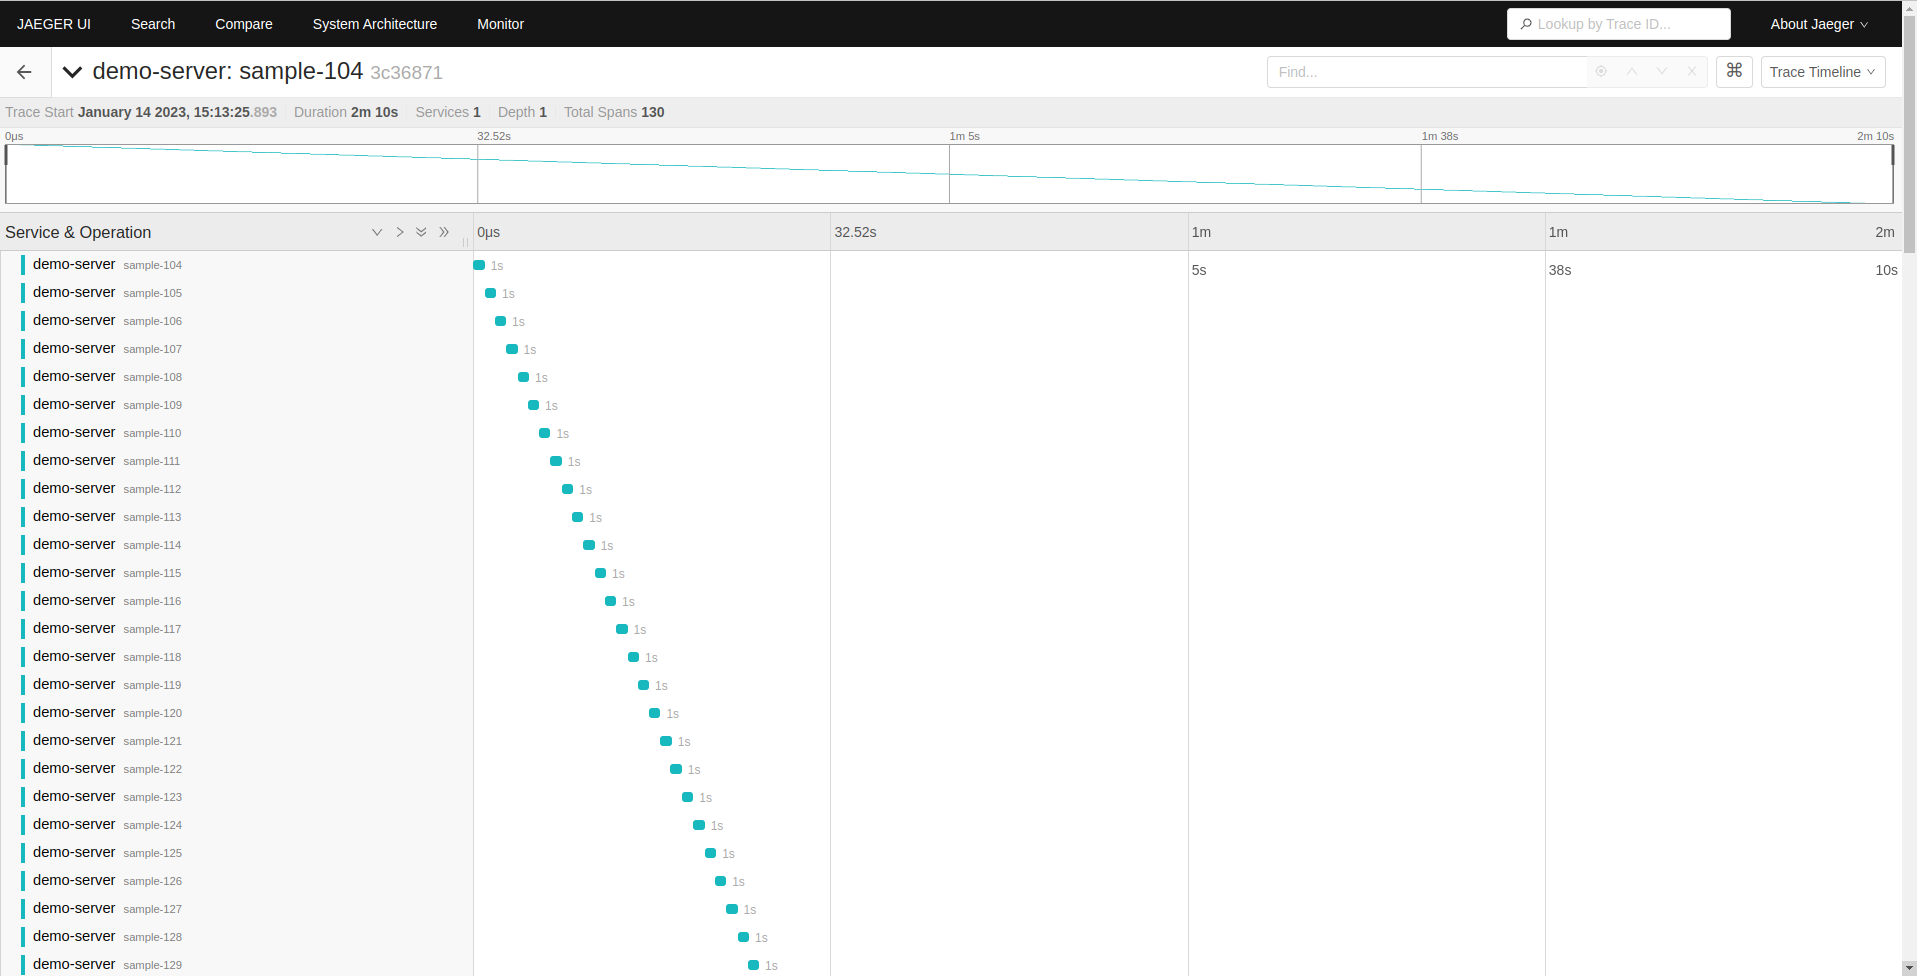 JAEGER UI Search Compare System Architecture Monitor Lookup by Trace ID... About Jaeger
demo-server: sample-104 3c36871 Find... ⌘ Trace Timeline
Trace Start January 14 2023, 15:13:25.893 Duration 2m 10s Services 1 Depth 1 Total Spans 130
0μs 32.52s 1m 5s 1m 38s 2m 10s
Service & Operation 0μs 32.52s 1m 1m 2m
demo-server sample-104 1s 5s 38s 10s
demo-server sample-105 1s
demo-server sample-106 1s
demo-server sample-107 1s
demo-server sample-108 1s
demo-server sample-109 1s
demo-server sample-110 1s
demo-server sample-111 1s
demo-server sample-112 1s
demo-server sample-113 1s
demo-server sample-114 1s
demo-server sample-115 1s
demo-server sample-116 1s
demo-server sample-117 1s
demo-server sample-118 1s
demo-server sample-119 1s
demo-server sample-120 1s
demo-server sample-121 1s
demo-server sample-122 1s
demo-server sample-123 1s
demo-server sample-124 1s
demo-server sample-125 1s
demo-server sample-126 1s
demo-server sample-127 1s
demo-server sample-128 1s
demo-server sample-129 1s